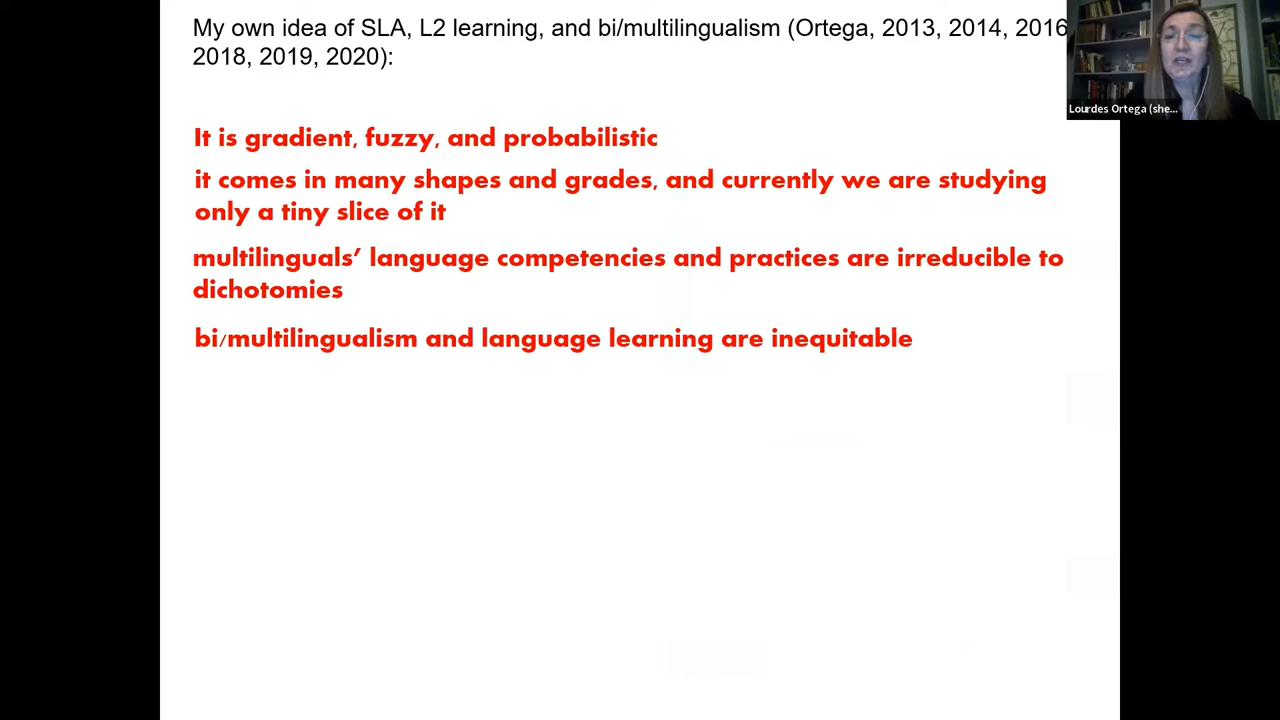 My own idea of SLA, L2 learning, and bi/multilingualism (Ortega, 2013, 2014, 2016
2018, 2019, 2020):
Lourdes Ortega (she...
It is gradient, fuzzy, and probabilistic
it comes in many shapes and grades, and currently we are studying
only a tiny slice of it
multilinguals’ language competencies and practices are irreducible to
dichotomies
bi/multilingualism and language learning are inequitable